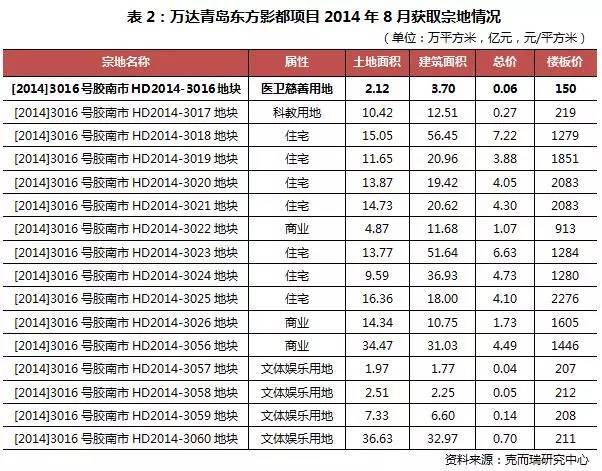 表 2：万达青岛东方影都项目 2014 年 8 月获取宗地情况
（单位：万平方米，亿元，元/平方米）
宗地名称 属性 土地面积 建筑面积 总价 楼板价
[2014]3016 号胶南市 HD2014-3016 地块 医卫慈善用地 2.12 3.70 0.06 150
[2014]3016 号胶南市 HD2014-3017 地块 科教用地 10.42 12.51 0.27 219
[2014]3016 号胶南市 HD2014-3018 地块 住宅 15.05 56.45 7.22 1279
[2014]3016 号胶南市 HD2014-3019 地块 住宅 11.65 20.96 3.88 1851
[2014]3016 号胶南市 HD2014-3020 地块 住宅 13.87 19.42 4.05 2083
[2014]3016 号胶南市 HD2014-3021 地块 住宅 14.73 20.62 4.30 2083
[2014]3016 号胶南市 HD2014-3022 地块 商业 4.87 11.68 1.07 913
[2014]3016 号胶南市 HD2014-3023 地块 住宅 13.77 51.64 6.63 1284
[2014]3016 号胶南市 HD2014-3024 地块 住宅 9.59 36.93 4.73 1280
[2014]3016 号胶南市 HD2014-3025 地块 住宅 16.36 18.00 4.10 2276
[2014]3016 号胶南市 HD2014-3026 地块 商业 14.34 10.75 1.73 1605
[2014]3016 号胶南市 HD2014-3056 地块 商业 34.47 31.03 4.49 1446
[2014]3016 号胶南市 HD2014-3057 地块 文体娱乐用地 1.97 1.77 0.04 207
[2014]3016 号胶南市 HD2014-3058 地块 文体娱乐用地 2.51 2.25 0.05 212
[2014]3016 号胶南市 HD2014-3059 地块 文体娱乐用地 7.33 6.60 0.14 208
[2014]3016 号胶南市 HD2014-3060 地块 文体娱乐用地 36.63 32.97 0.70 211
资料来源：克而瑞研究中心